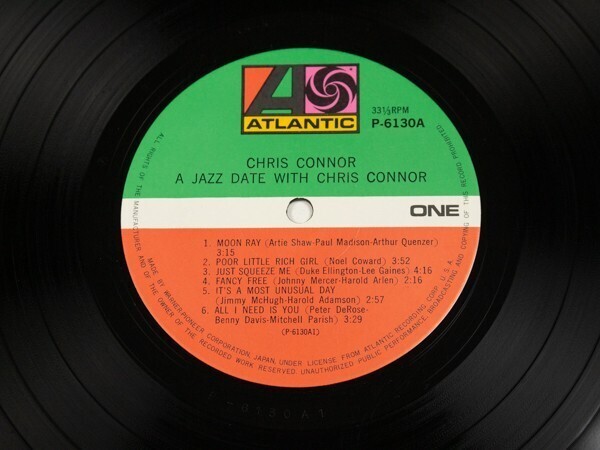 ATLANTIC
33⅓RPM
P-6130A
CHRIS CONNOR
A JAZZ DATE WITH CHRIS CONNOR
ONE
1. MOON RAY (Artie Shaw-Paul Madison-Arthur Quenzer)
3:15
2. POOR LITTLE RICH GIRL (Noel Coward) 3:52
3. JUST SQUEEZE ME (Duke Ellington-Lee Gaines) 4:16
4. FANCY FREE (Johnny Mercer-Harold Arlen) 2:16
5. IT'S A MOST UNUSUAL DAY
(Jimmy McHugh-Harold Adamson) 2:57
6. ALL I NEED IS YOU (Peter DeRose-
Benny Davis-Mitchell Parish) 3:29
(P-6130A1)
MADE BY WARNER-PIONEER CORPORATION, JAPAN, UNDER LICENSE FROM ATLANTIC RECORDING CORP. U.S.A.
ALL RIGHTS OF THE MANUFACTURER AND OF THE OWNER OF THE RECORDED WORK RESERVED. UNAUTHORIZED PUBLIC PERFORMANCE, BROADCASTING AND COPYING OF THIS RECORD PROHIBITED